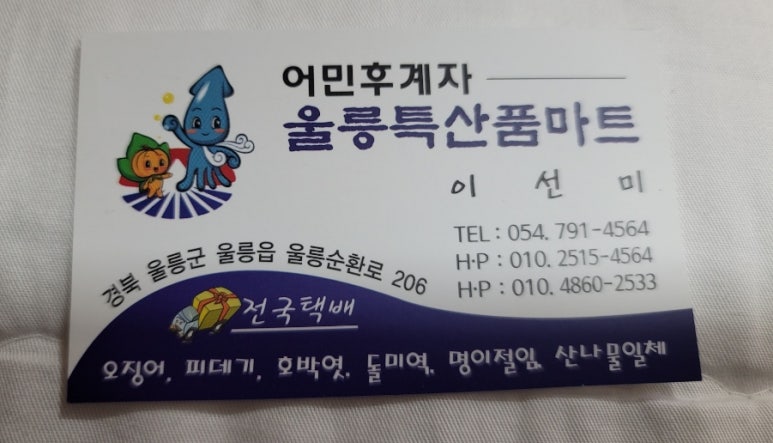 어민후계자
울릉특산품마트
이 선 미
TEL : 054. 791-4564
H·P : 010. 2515-4564
H·P : 010. 4860-2533
경북 울릉군 울릉읍 울릉순환로 206
전국택배
오징어, 피데기, 호박엿, 돌미역, 명이절임, 산나물일체